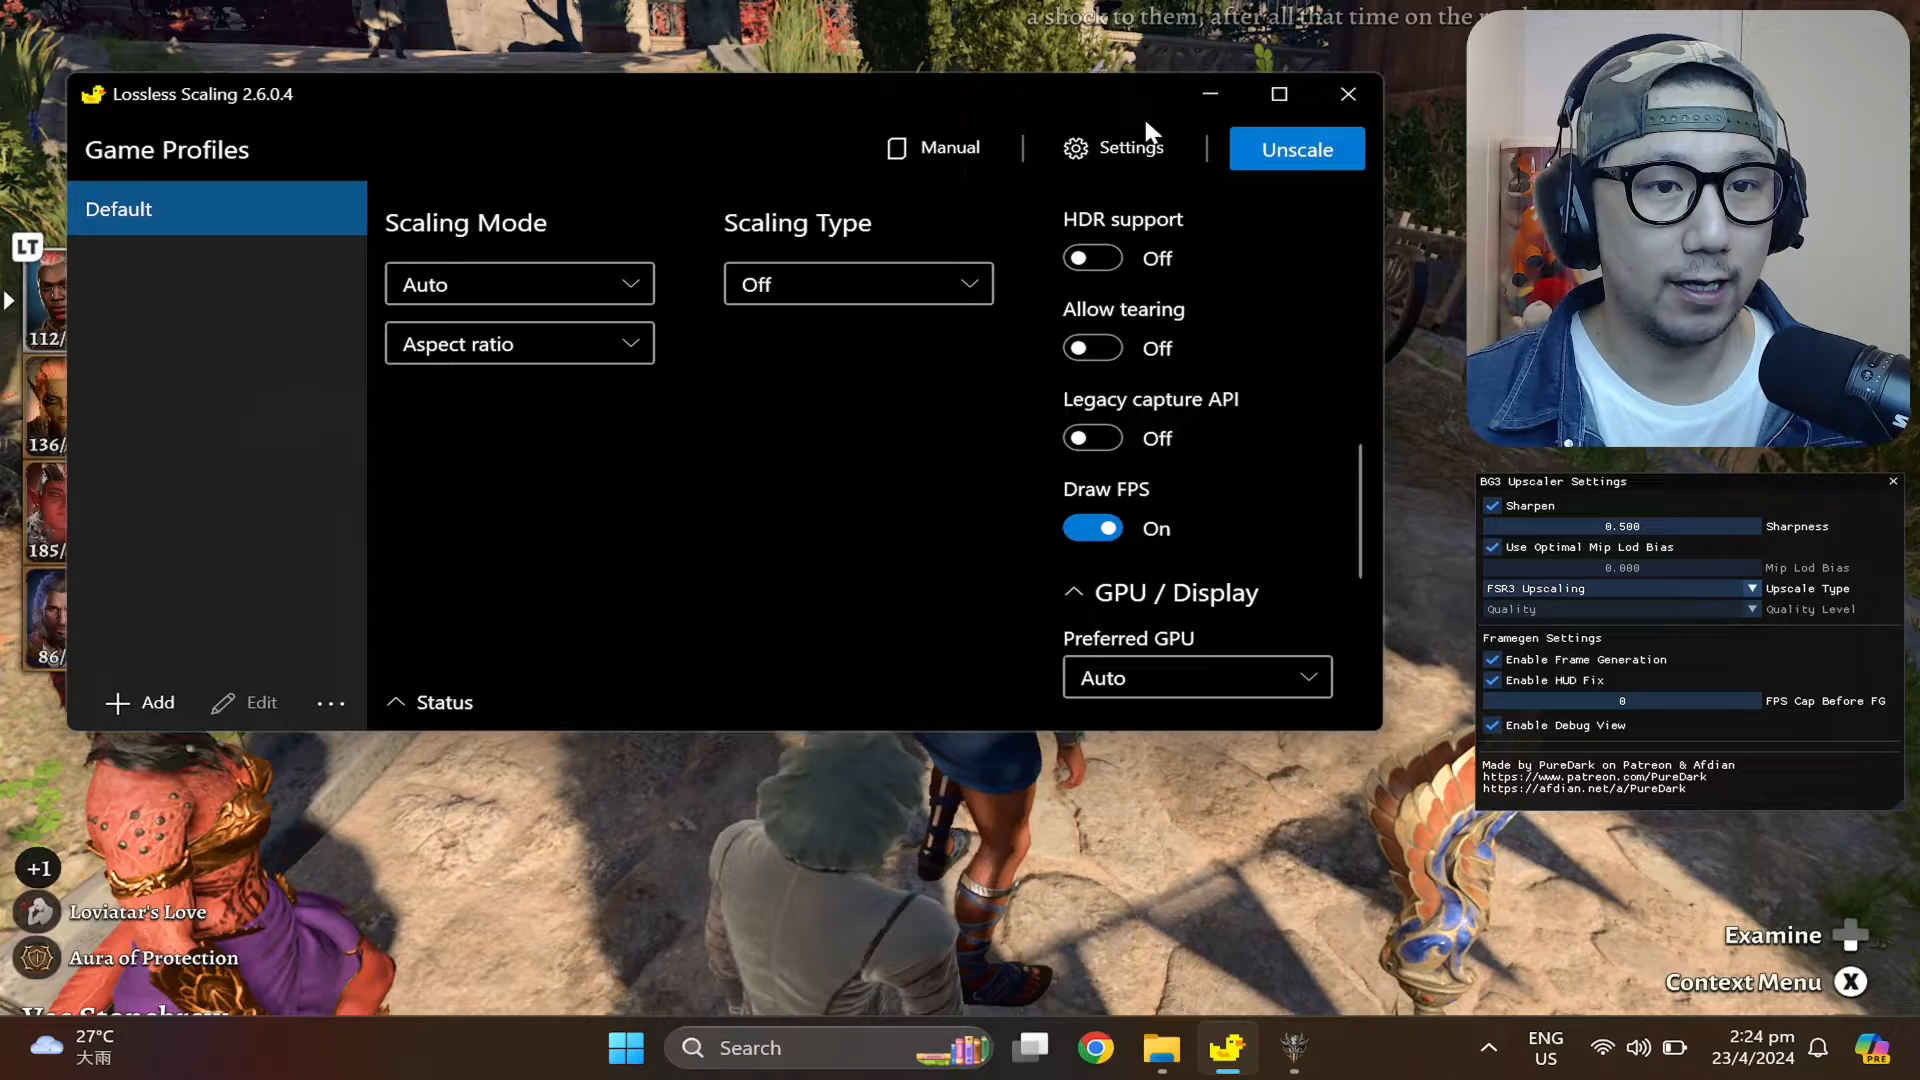 a shock to them, after all that time on the
Lossless Scaling 2.6.0.4
Game Profiles
Manual
Settings
Unscale
Default
Scaling Mode
Auto
Aspect ratio
Scaling Type
Off
HDR support
Off
Allow tearing
Off
Legacy capture API
Off
Draw FPS
On
GPU / Display
Preferred GPU
Auto
Add
Edit
Status
LT
112/
136/
185/
86/
BG3 Upscaler Settings
Sharpen
0.500 Sharpness
Use Optimal Mip Lod Bias
0.000 Mip Lod Bias
FSR3 Upscaling Upscale Type
Quality Quality Level
Framegen Settings
Enable Frame Generation
Enable HUD Fix
0 FPS Cap Before FG
Enable Debug View
Made by PureDark on Patreon & Afdian
https://www.patreon.com/PureDark
https://afdian.net/a/PureDark
+1
Loviatar's Love
Aura of Protection
Examine
Context Menu X
27°C
大雨
Search
ENG
US
2:24 pm
23/4/2024
PRE